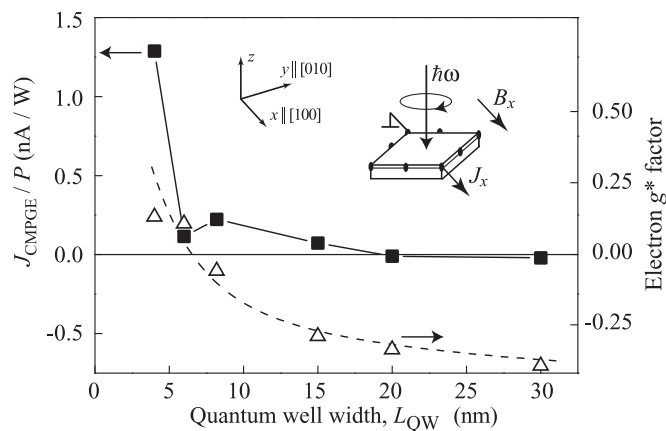 1.5
1.0
0.5
0.0
-0.5
J_CMPGE / P (nA / W)
z
y || [010]
x || [100]
ħω
B_x
J_x
0.50
0.25
0.00
-0.25
Electron g* factor
0 5 10 15 20 25 30
Quantum well width, L_QW (nm)